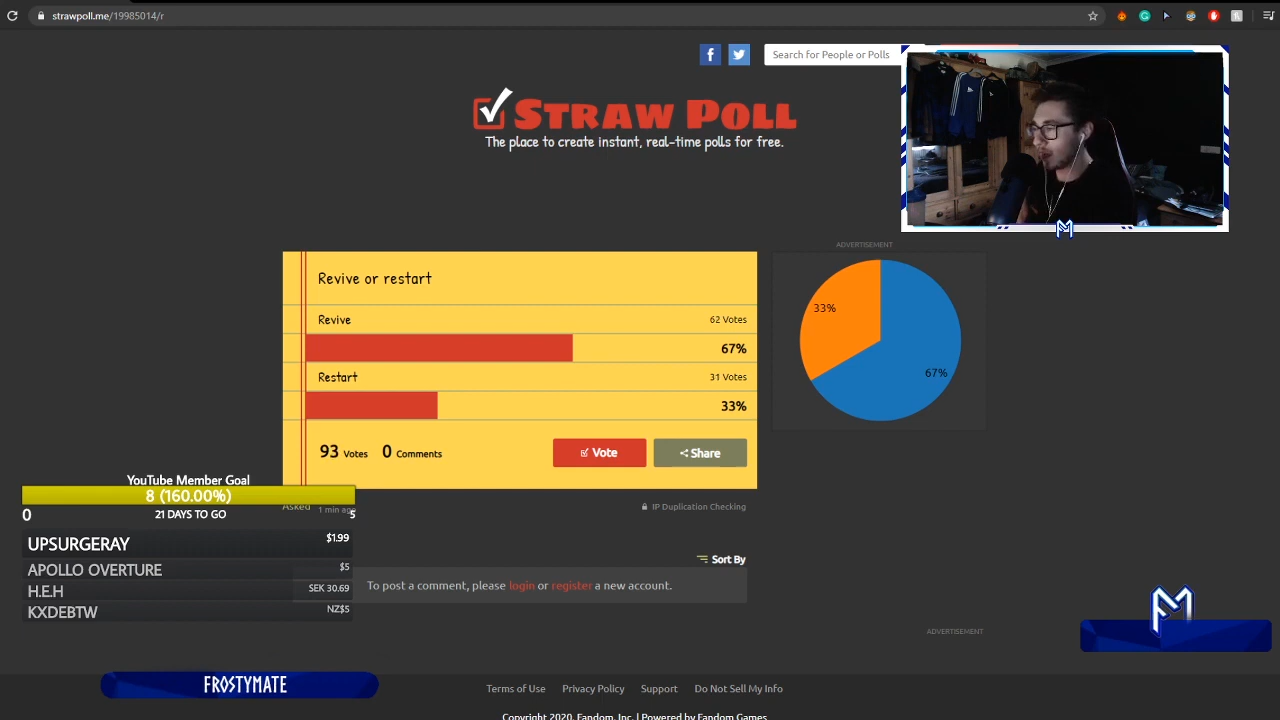 strawpoll.me/19985014/r
Search for People or Polls
STRAW POLL
The place to create instant, real-time polls for free.
ADVERTISEMENT
Revive or restart
Revive
62 Votes
67%
Restart
31 Votes
33%
93 Votes
0 Comments
Vote
Share
33%
67%
Asked 1 min ago
IP Duplication Checking
Sort By
To post a comment, please login or register a new account.
ADVERTISEMENT
YouTube Member Goal
8 (160.00%)
0
21 DAYS TO GO
5
UPSURGERAY
$1.99
APOLLO OVERTURE
$5
H.E.H
SEK 30.69
KXDEBTW
NZ$5
FROSTYMATE
Terms of Use
Privacy Policy
Support
Do Not Sell My Info
Copyright 2020, Fandom, Inc. | Powered by Fandom Games